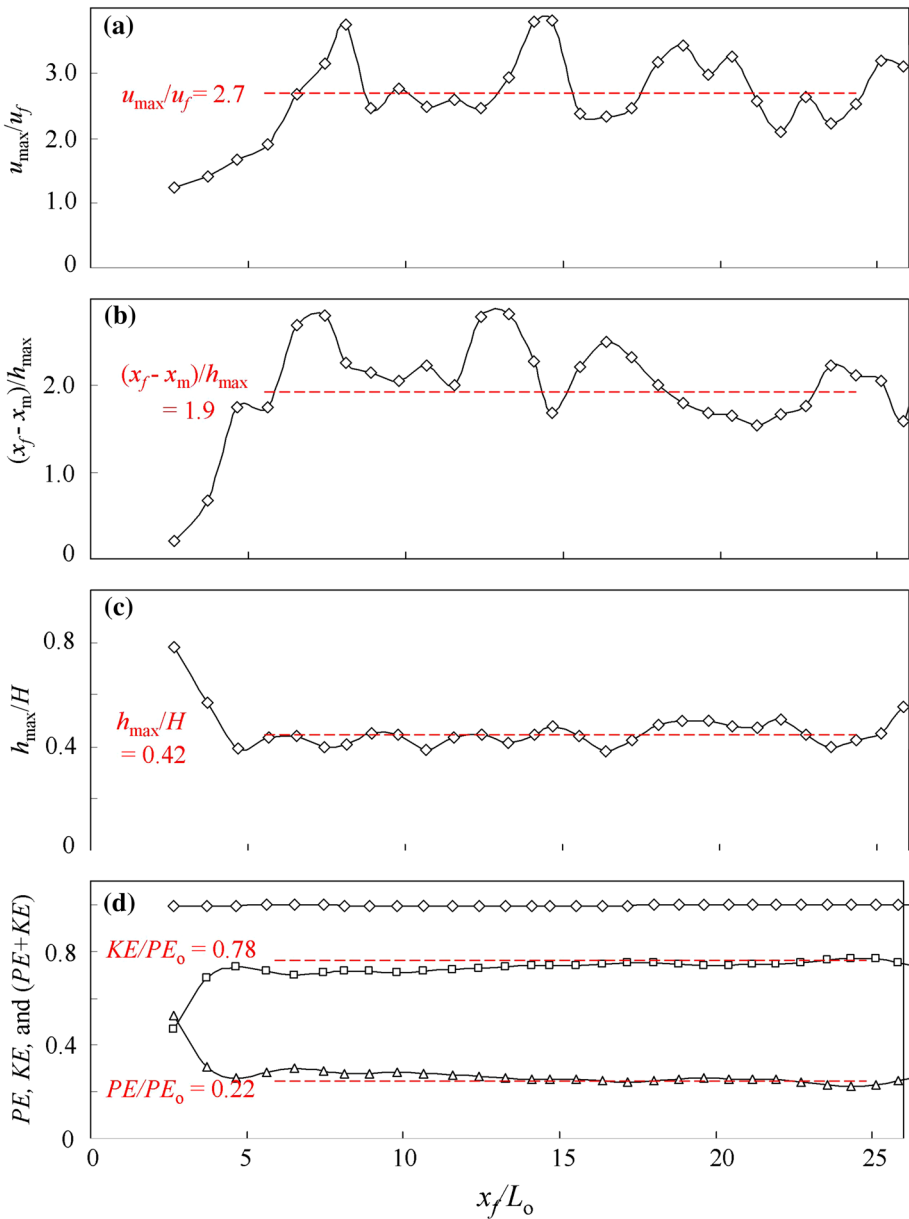 (a)
3.0
2.0
1.0
0
u_max/u_f
u_max/u_f = 2.7
(b)
2.0
1.0
0
(x_f - x_m)/h_max
(x_f - x_m)/h_max
= 1.9
(c)
0.8
0.4
0
h_max/H
h_max/H
= 0.42
(d)
0.8
0.4
0
PE, KE, and (PE+KE)
KE/PE_o = 0.78
PE/PE_o = 0.22
0 5 10 15 20 25
x_f/L_o